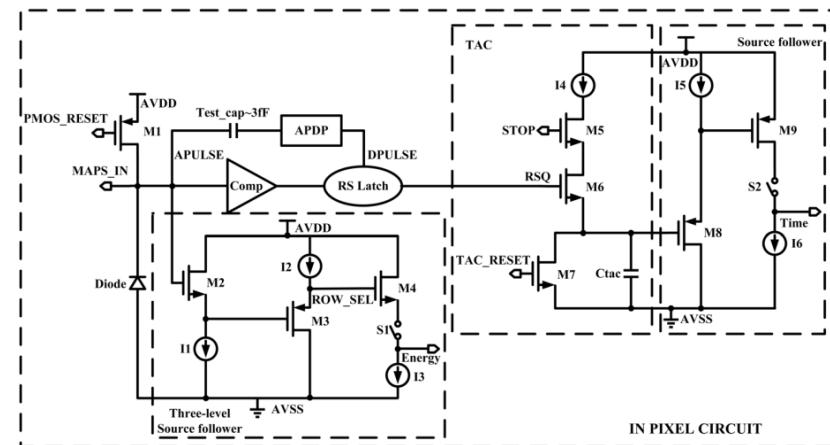 TAC
Source follower
AVDD
I4
I5
AVDD
PMOS_RESET
M1
Test_cap~3fF
APDP
STOP
M5
M9
MAPS_IN
APULSE
DPULSE
Comp
RS Latch
RSQ
M6
S2
Time
M8
I6
AVDD
TAC_RESET
M7
Ctac
M2
I2
M4
Diode
ROW_SEL
M3
S1
AVSS
I1
Energy
I3
Three-level
Source follower
AVSS
IN PIXEL CIRCUIT